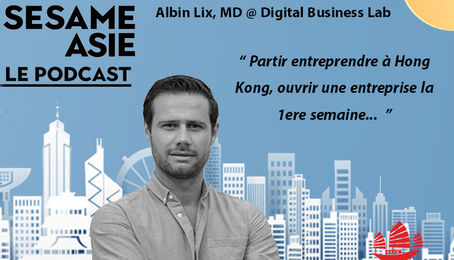 SESAME
ASIE
LE PODCAST
Albin Lix, MD @ Digital Business Lab
“ Partir entreprendre à Hong
Kong, ouvrir une entreprise la
1ere semaine... ”